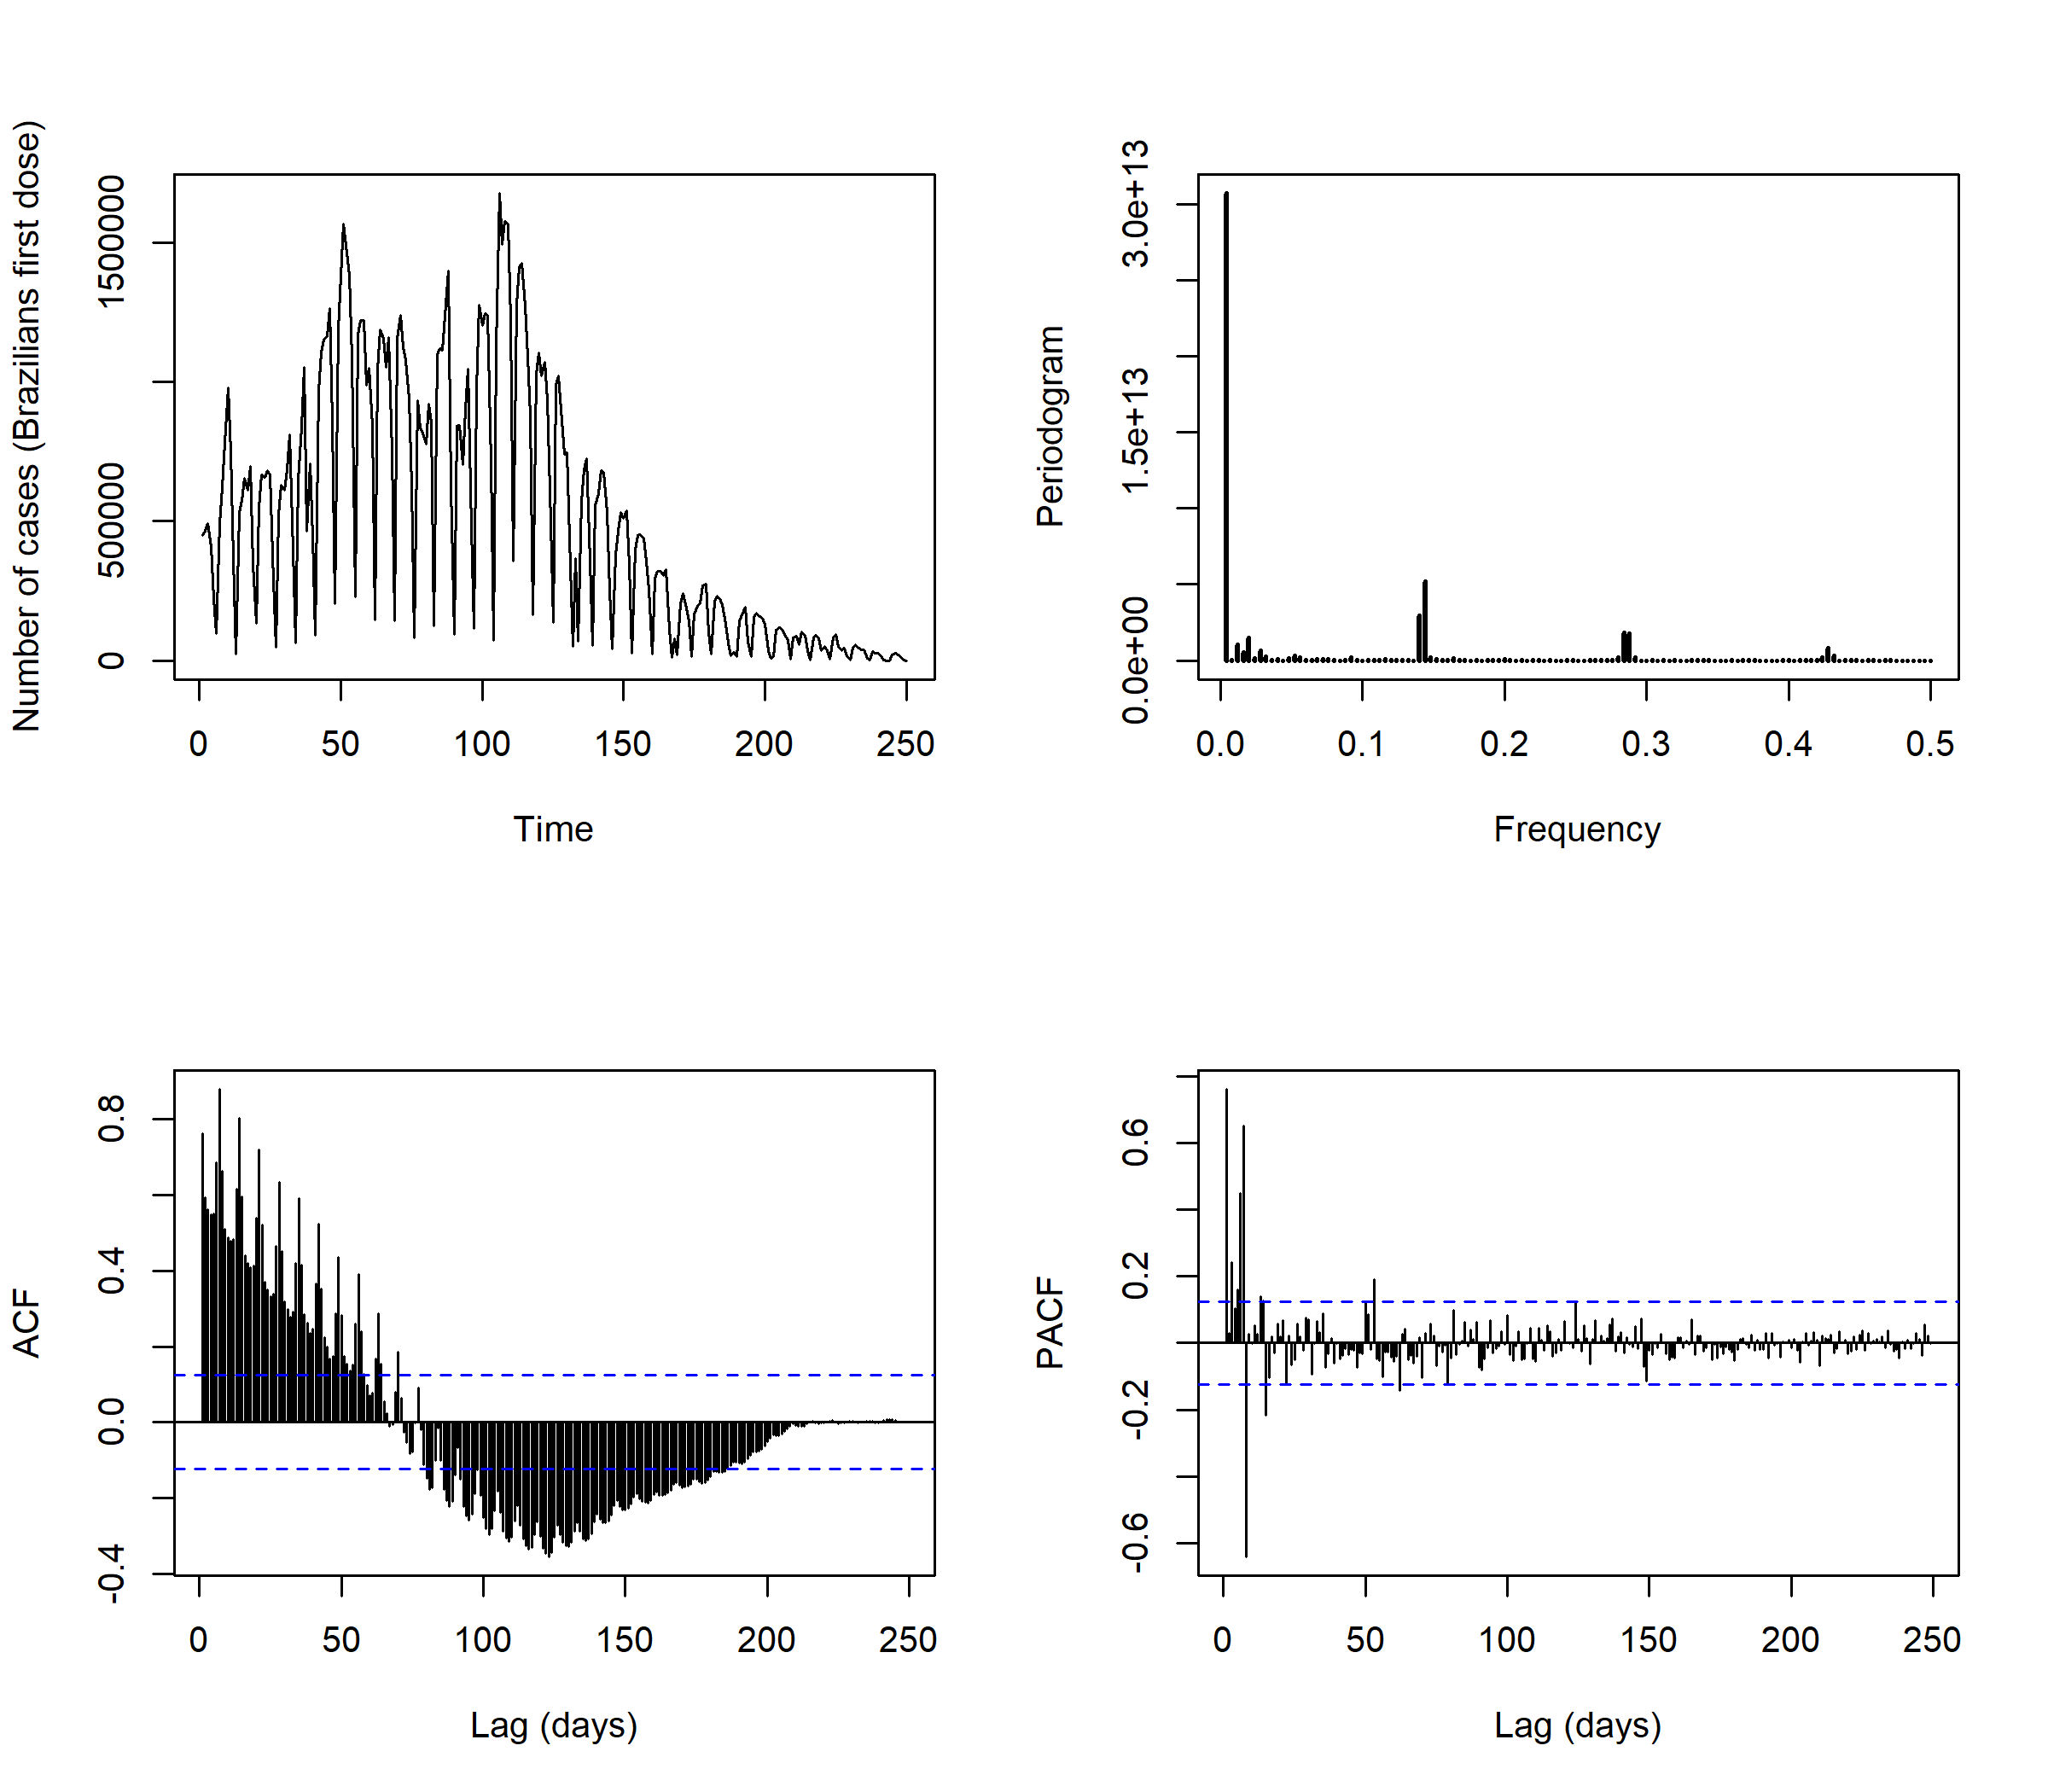 Number of cases (Brazilians first dose)
1500000
500000
0
0 50 100 150 200 250
Time
Periodogram
3.0e+13
1.5e+13
0.0e+00
0.0 0.1 0.2 0.3 0.4 0.5
Frequency
ACF
0.8
0.4
0.0
-0.4
0 50 100 150 200 250
Lag (days)
PACF
0.6
0.2
-0.2
-0.6
0 50 100 150 200 250
Lag (days)